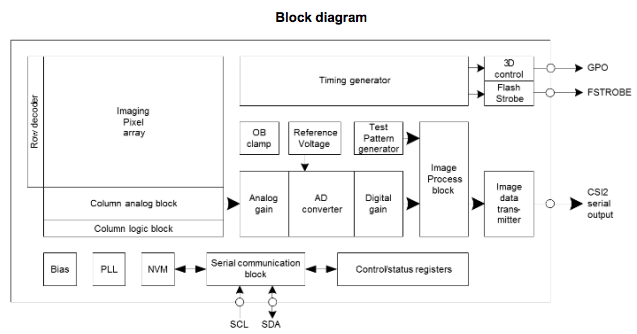 Block diagram
Row decoder
Imaging
Pixel
array
Timing generator
3D
control
GPO
Flash
Strobe
FSTROBE
OB
clamp
Reference
Voltage
Test
Pattern
generator
Image
Process
block
Column analog block
Column logic block
Analog
gain
AD
converter
Digital
gain
Image
data
trans-
mitter
CSI2
serial
output
Bias
PLL
NVM
Serial communication
block
Control/status registers
SCL
SDA